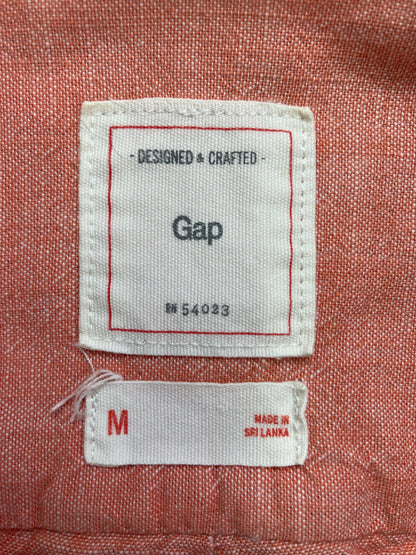 - DESIGNED & CRAFTED -
Gap
RN 54023
M
MADE IN
SRI LANKA